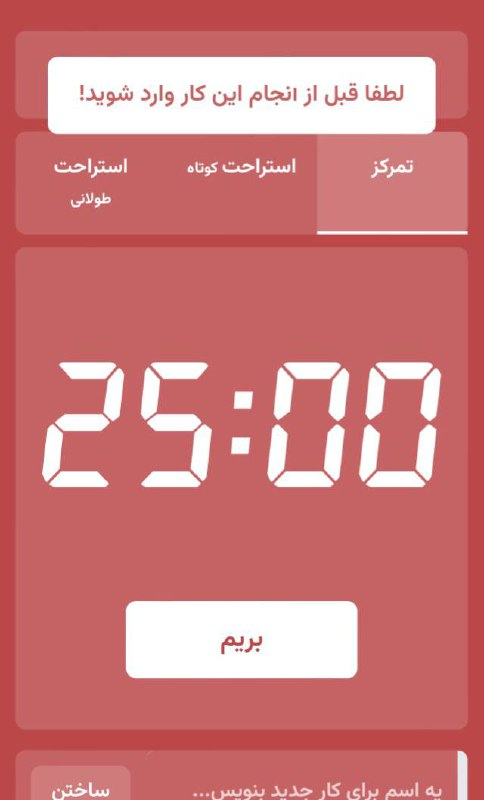 لطفا قبل از انجام این کار وارد شوید!
تمرکز
استراحت کوتاه
استراحت
طولانی
25:00
بریم
یه اسم برای کار جدید بنویس...
ساختن